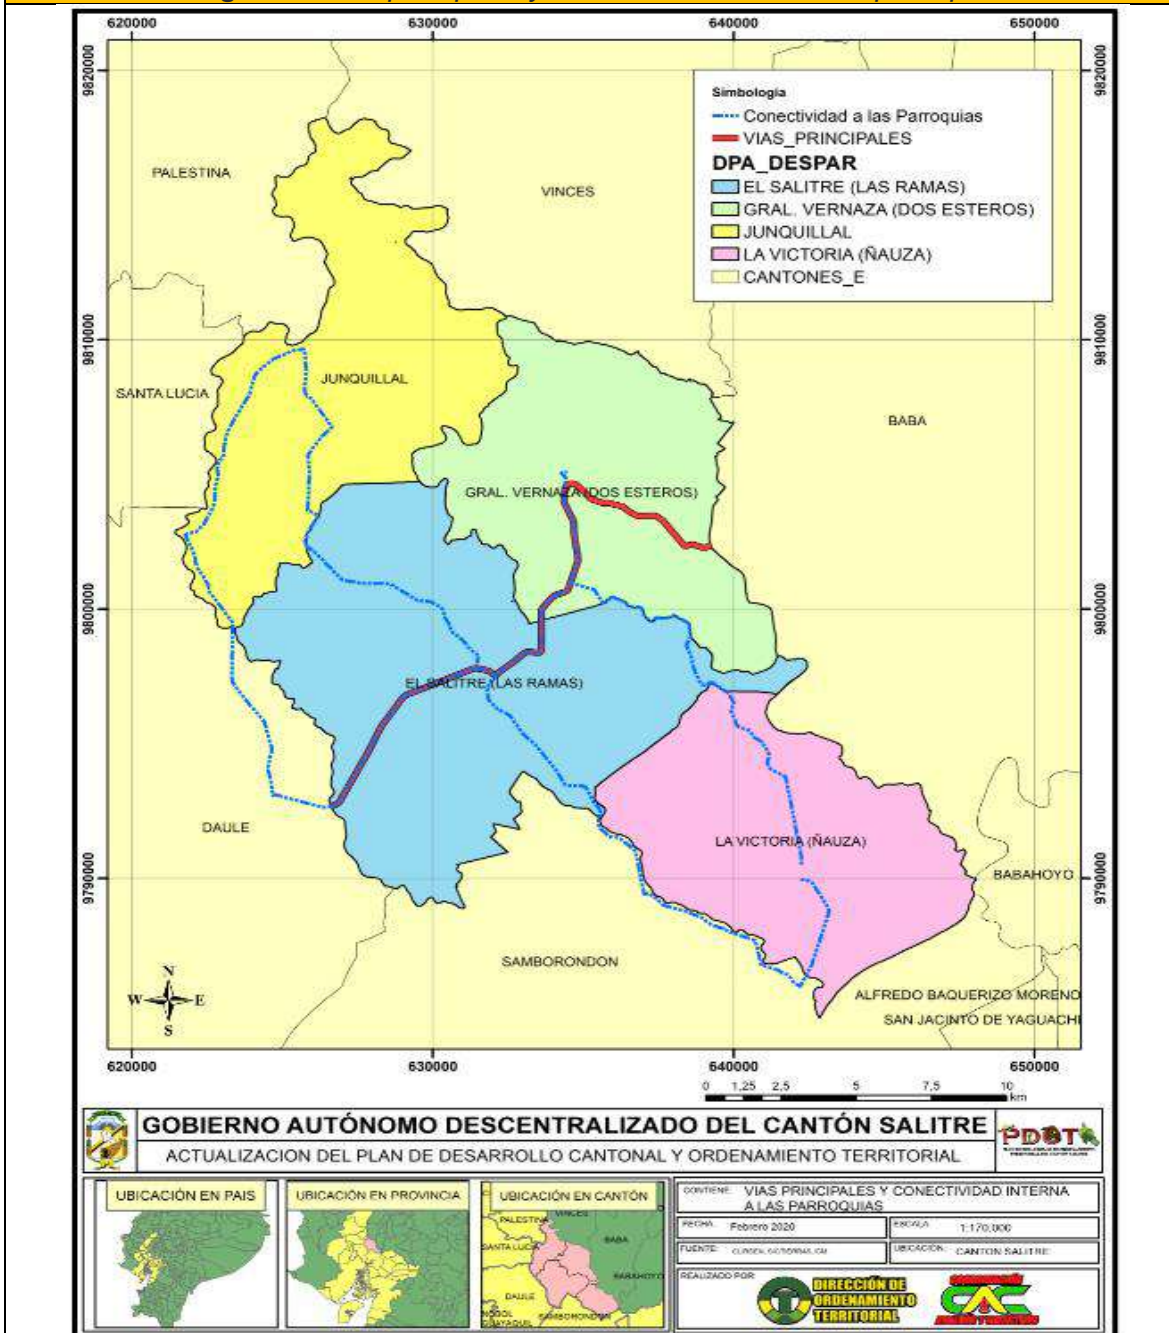 620000 630000 640000 650000
9820000 9820000
Simbología
Conectividad a las Parroquias
VIAS_PRINCIPALES
DPA_DESPAR
EL SALITRE (LAS RAMAS)
GRAL. VERNAZA (DOS ESTEROS)
JUNQUILLAL
LA VICTORIA (ÑAUZA)
CANTONES_E
PALESTINA
VINCES
9810000 9810000
JUNQUILLAL
SANTA LUCIA
BABA
GRAL. VERNAZA (DOS ESTEROS)
9800000 9800000
EL SALITRE (LAS RAMAS)
DAULE
LA VICTORIA (ÑAUZA)
9790000 9790000
BABAHOYO
SAMBORONDON
N
W E
S
ALFREDO BAQUERIZO MORENO
SAN JACINTO DE YAGUACHI
620000 630000 640000 650000
0 1,25 2,5 5 7,5 10
km
GOBIERNO AUTÓNOMO DESCENTRALIZADO DEL CANTÓN SALITRE
ACTUALIZACION DEL PLAN DE DESARROLLO CANTONAL Y ORDENAMIENTO TERRITORIAL
PDOT
UBICACIÓN EN PAIS
UBICACIÓN EN PROVINCIA
UBICACIÓN EN CANTÓN
PALESTINA
VINCES
SANTA LUCIA
BABA
BABAHOYO
DAULE
SAMBORONDON
GUAYAQUIL
CONTIENE: VIAS PRINCIPALES Y CONECTIVIDAD INTERNA
A LAS PARROQUIAS
FECHA: Febrero 2020
ESCALA: 1:170.000
FUENTE:
UBICACIÓN: CANTON SALITRE
REALIZADO POR
DIRECCIÓN DE
ORDENAMIENTO
TERRITORIAL
CAC